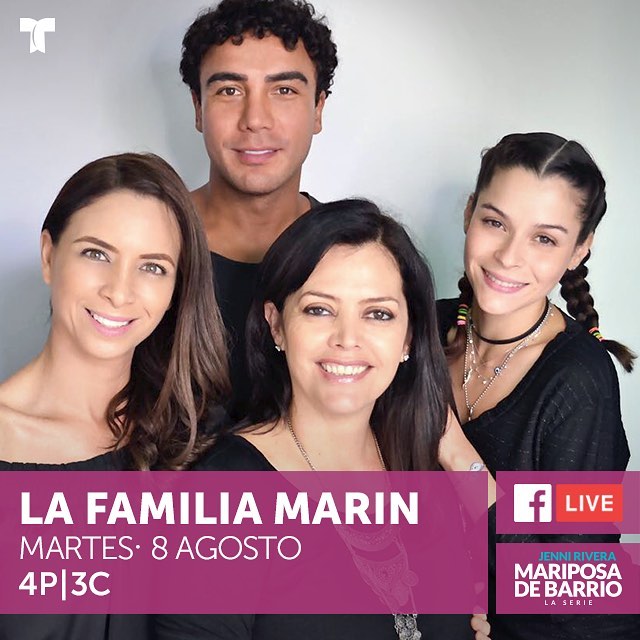 LA FAMILIA MARIN
MARTES· 8 AGOSTO
4P|3C
f LIVE
JENNI RIVERA
MARIPOSA
DE BARRIO
LA SERIE